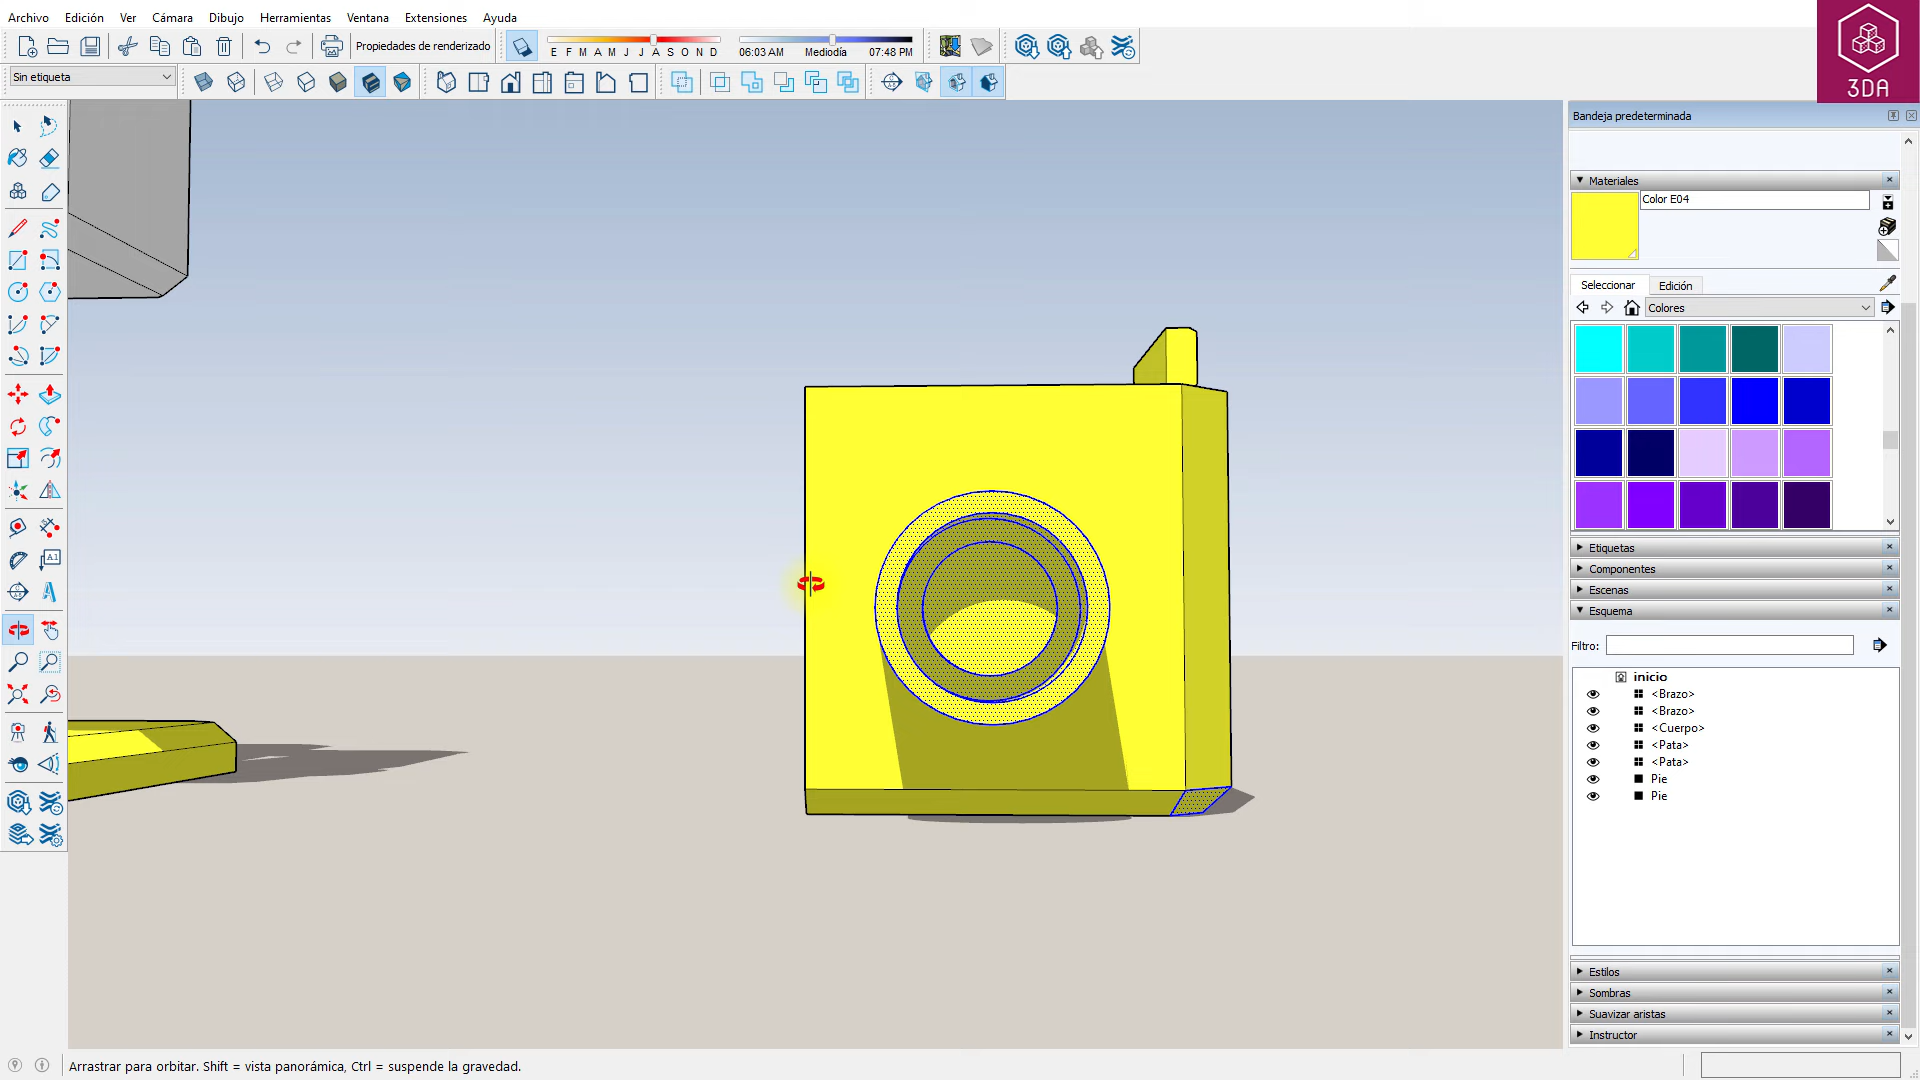 Archivo Edición Ver Cámara Dibujo Herramientas Ventana Extensiones Ayuda
Propiedades de renderizado
E F M A M J J A S O N D
06:03 AM Mediodía 07:48 PM
3DA
Sin etiqueta
A1
Bandeja predeterminada
Materiales
Color E04
Seleccionar Edición
Colores
Etiquetas
Componentes
Escenas
Esquema
Filtro:
inicio
<Brazo>
<Brazo>
<Cuerpo>
<Pata>
<Pata>
Pie
Pie
Estilos
Sombras
Suavizar aristas
Instructor
Arrastrar para orbitar. Shift = vista panorámica, Ctrl = suspende la gravedad.